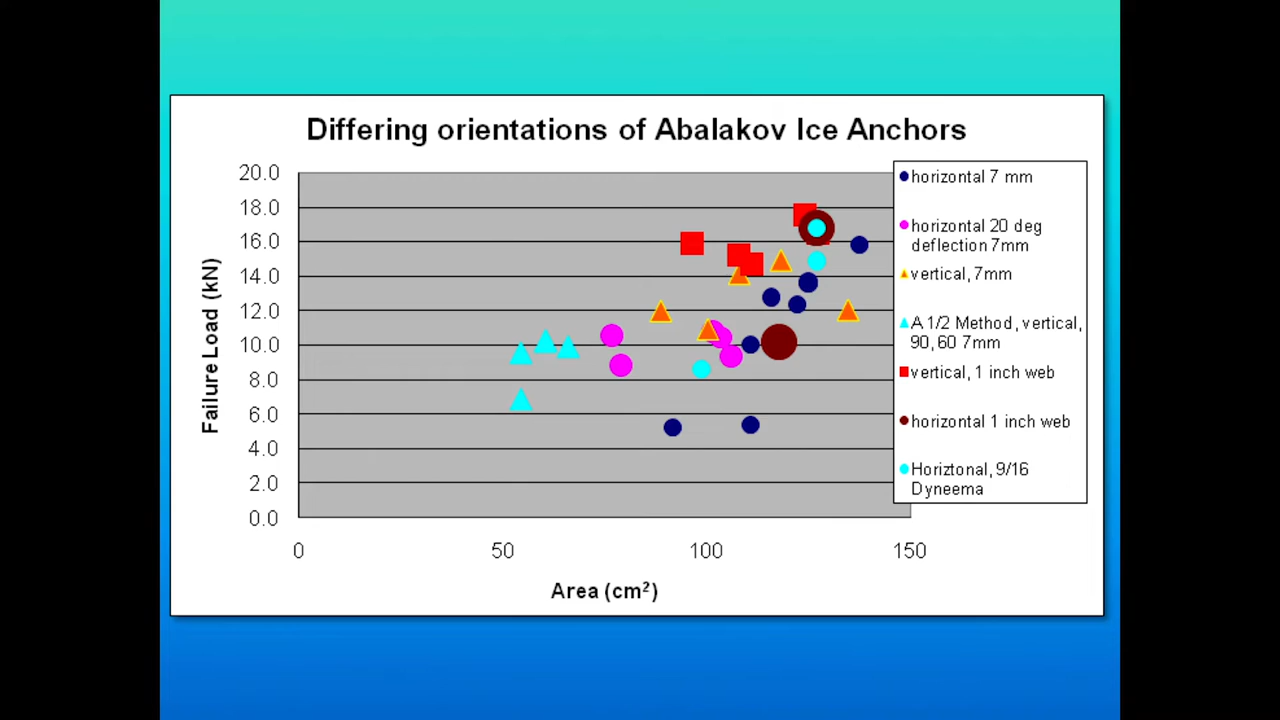 Differing orientations of Abalakov Ice Anchors
20.0
18.0
16.0
14.0
12.0
10.0
8.0
6.0
4.0
2.0
0.0
Failure Load (kN)
0
50
100
150
Area (cm²)
horizontal 7 mm
horizontal 20 deg
deflection 7mm
vertical, 7mm
A 1/2 Method, vertical,
90, 60 7mm
vertical, 1 inch web
horizontal 1 inch web
Horiztonal, 9/16
Dyneema